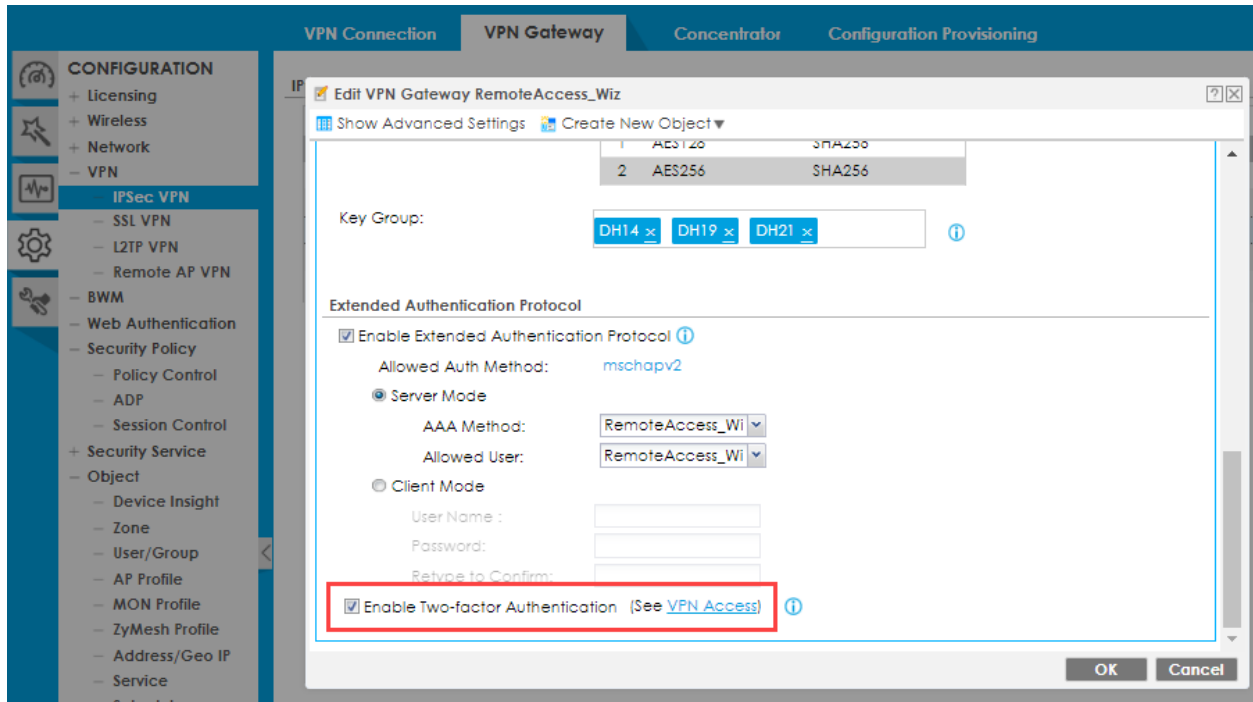 VPN Connection VPN Gateway Concentrator Configuration Provisioning
CONFIGURATION
+ Licensing
+ Wireless
+ Network
− VPN
− IPSec VPN
− SSL VPN
− L2TP VPN
− Remote AP VPN
− BWM
− Web Authentication
− Security Policy
− Policy Control
− ADP
− Session Control
+ Security Service
− Object
− Device Insight
− Zone
− User/Group
− AP Profile
− MON Profile
− ZyMesh Profile
− Address/Geo IP
− Service
IP
Edit VPN Gateway RemoteAccess_Wiz
Show Advanced Settings Create New Object
1 AES128 SHA256
2 AES256 SHA256
Key Group:
DH14 x DH19 x DH21 x
Extended Authentication Protocol
Enable Extended Authentication Protocol
Allowed Auth Method: mschapv2
Server Mode
AAA Method: RemoteAccess_Wi
Allowed User: RemoteAccess_Wi
Client Mode
User Name :
Password:
Retype to Confirm:
Enable Two-factor Authentication (See VPN Access)
OK Cancel